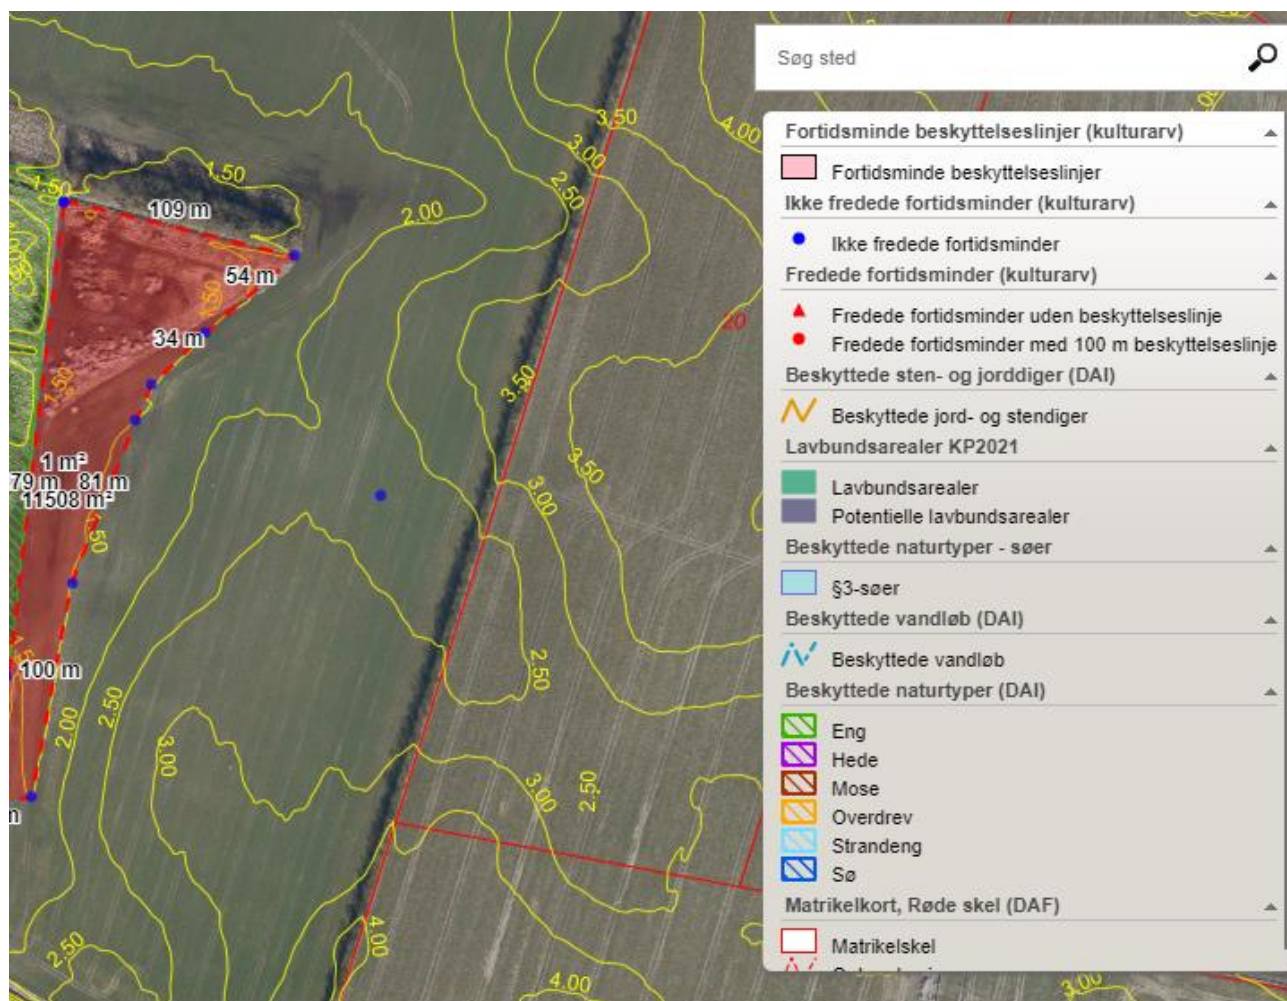 Søg sted
Fortidsminde beskyttelseslinjer (kulturarv)
Fortidsminde beskyttelseslinjer
Ikke fredede fortidsminder (kulturarv)
Ikke fredede fortidsminder
Fredede fortidsminder (kulturarv)
Fredede fortidsminder uden beskyttelseslinje
Fredede fortidsminder med 100 m beskyttelseslinje
Beskyttede sten- og jorddiger (DAI)
Beskyttede jord- og stendiger
Lavbundsarealer KP2021
Lavbundsarealer
Potentielle lavbundsarealer
Beskyttede naturtyper - søer
§3-søer
Beskyttede vandløb (DAI)
Beskyttede vandløb
Beskyttede naturtyper (DAI)
Eng
Hede
Mose
Overdrev
Strandeng
Sø
Matrikelkort, Røde skel (DAF)
Matrikelskel
3.50
4.00
3.00
2.50
1.50
1.50
109 m
2.00
54 m
1.50
34 m
20
3.50
1.50
3.50
1 m²
79 m 81 m
11508 m²
3.00
2.50
100 m
2.00
2.50
3.00
3.00
2.50
4.00
2.50
4.00
3.00